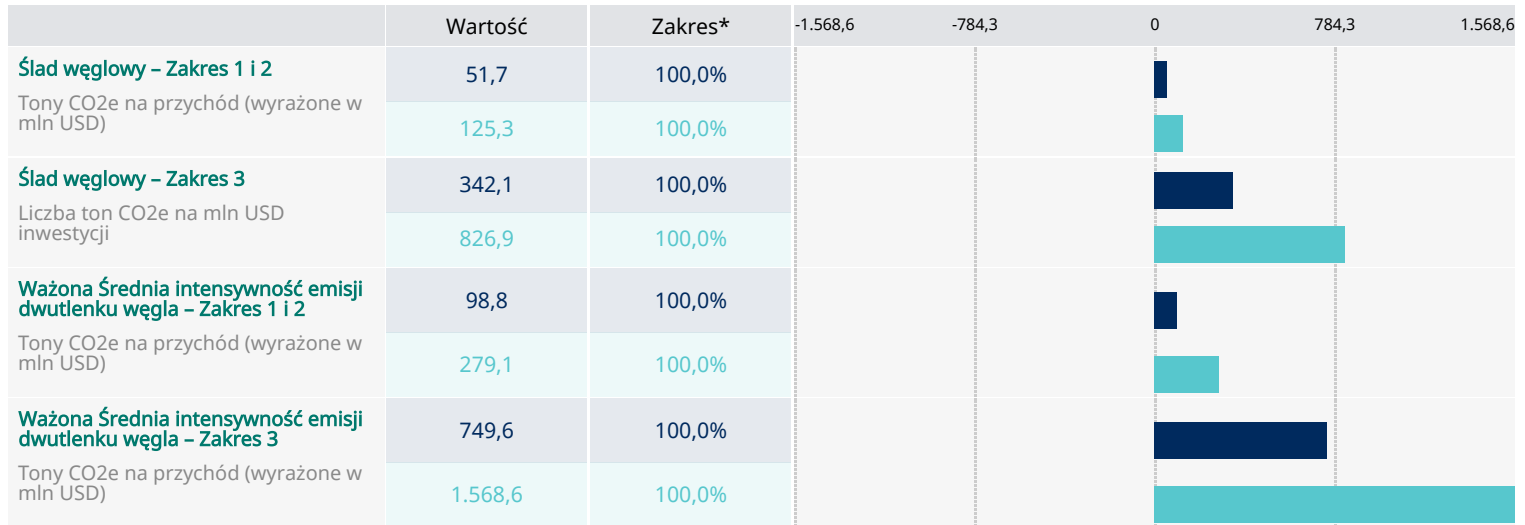 Wartość Zakres* -1.568,6 -784,3 0 784,3 1.568,6
Ślad węglowy – Zakres 1 i 2
Tony CO2e na przychód (wyrażone w
mln USD)
51,7 100,0%
125,3 100,0%
Ślad węglowy – Zakres 3
Liczba ton CO2e na mln USD
inwestycji
342,1 100,0%
826,9 100,0%
Ważona Średnia intensywność emisji
dwutlenku węgla – Zakres 1 i 2
Tony CO2e na przychód (wyrażone w
mln USD)
98,8 100,0%
279,1 100,0%
Ważona Średnia intensywność emisji
dwutlenku węgla – Zakres 3
Tony CO2e na przychód (wyrażone w
mln USD)
749,6 100,0%
1.568,6 100,0%